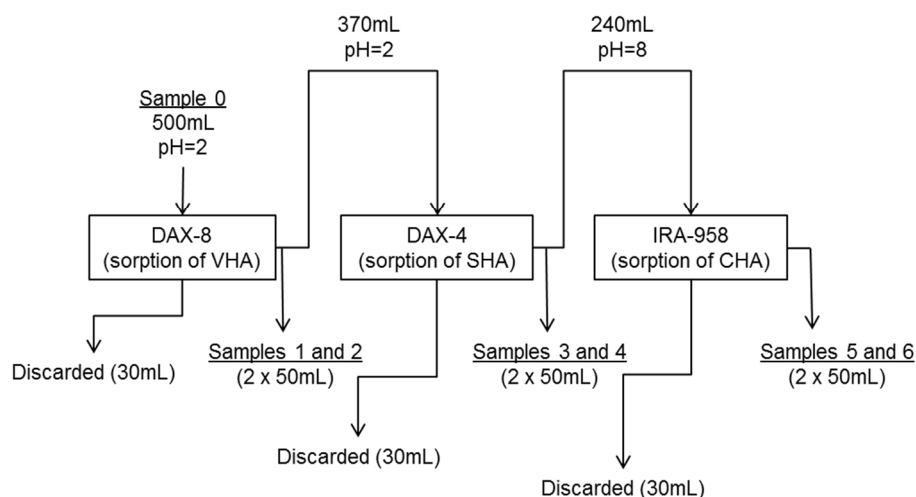 370mL
pH=2
240mL
pH=8
Sample 0
500mL
pH=2
DAX-8
(sorption of VHA)
DAX-4
(sorption of SHA)
IRA-958
(sorption of CHA)
Discarded (30mL)
Samples 1 and 2
(2 x 50mL)
Samples 3 and 4
(2 x 50mL)
Samples 5 and 6
(2 x 50mL)
Discarded (30mL)
Discarded (30mL)